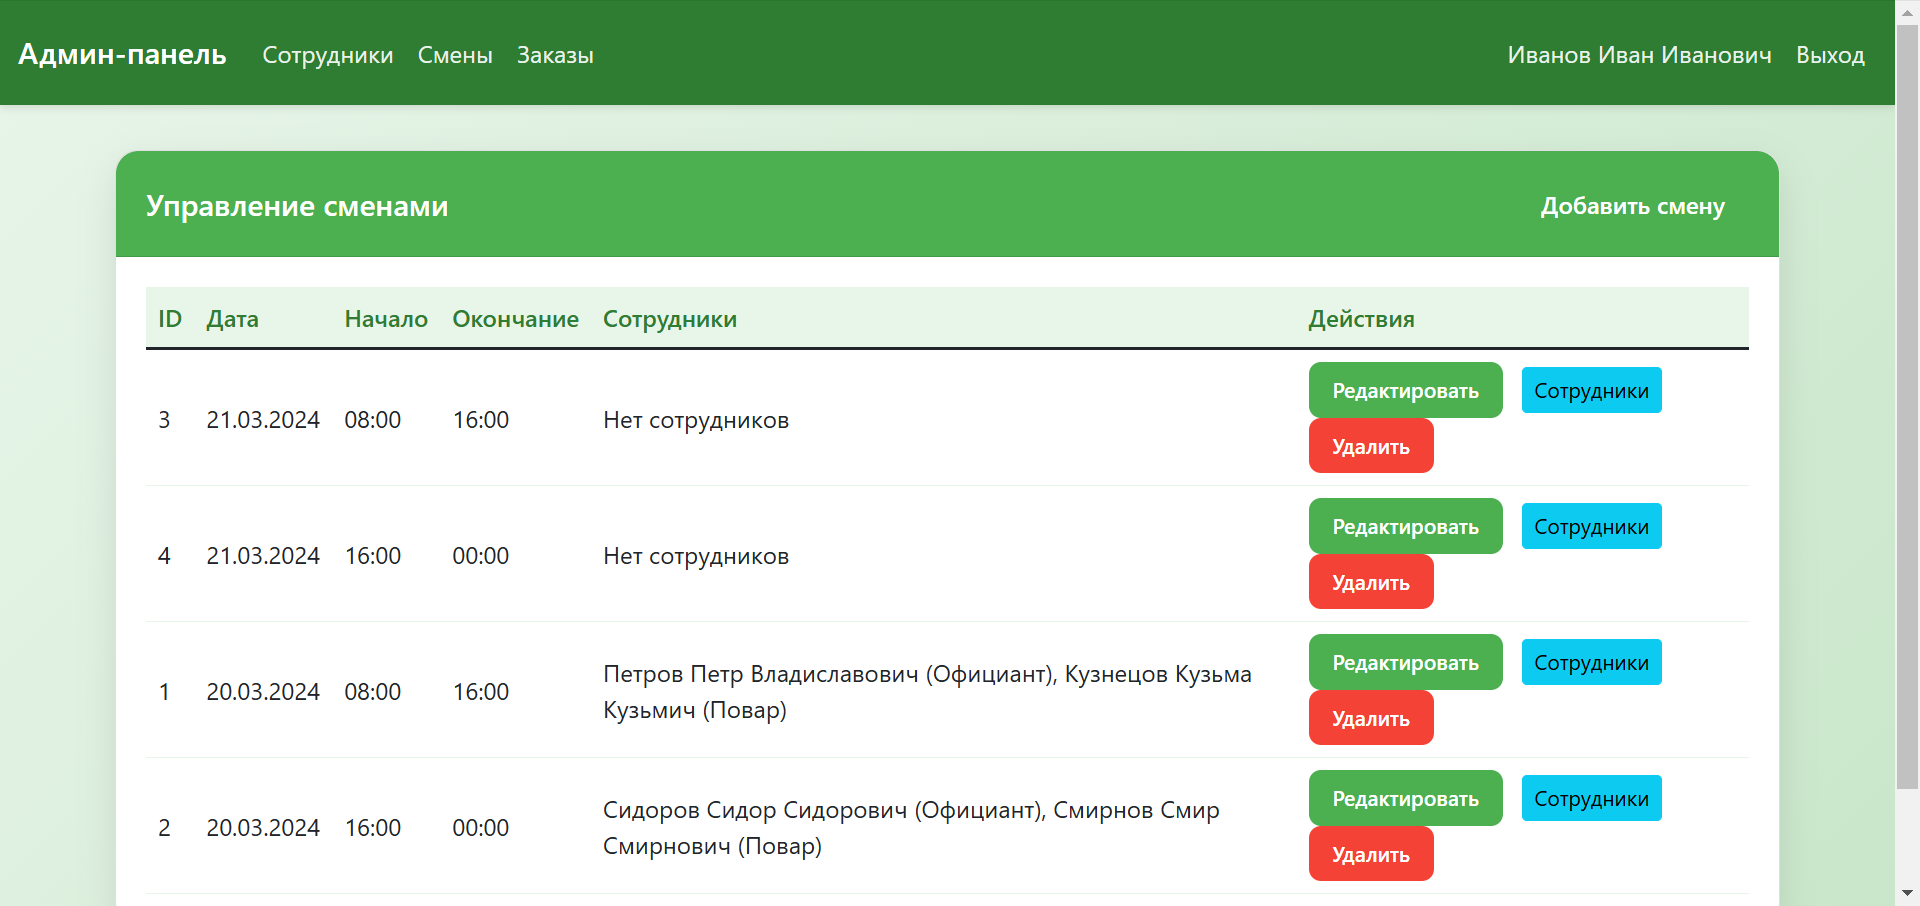 Админ-панель Сотрудники Смены Заказы Иванов Иван Иванович Выход
Управление сменами Добавить смену
ID Дата Начало Окончание Сотрудники Действия
3 21.03.2024 08:00 16:00 Нет сотрудников Редактировать Сотрудники
Удалить
4 21.03.2024 16:00 00:00 Нет сотрудников Редактировать Сотрудники
Удалить
1 20.03.2024 08:00 16:00 Петров Петр Владиславович (Официант), Кузнецов Кузьма Редактировать Сотрудники
Кузьмич (Повар) Удалить
2 20.03.2024 16:00 00:00 Сидоров Сидор Сидорович (Официант), Смирнов Смир Редактировать Сотрудники
Смирнович (Повар) Удалить